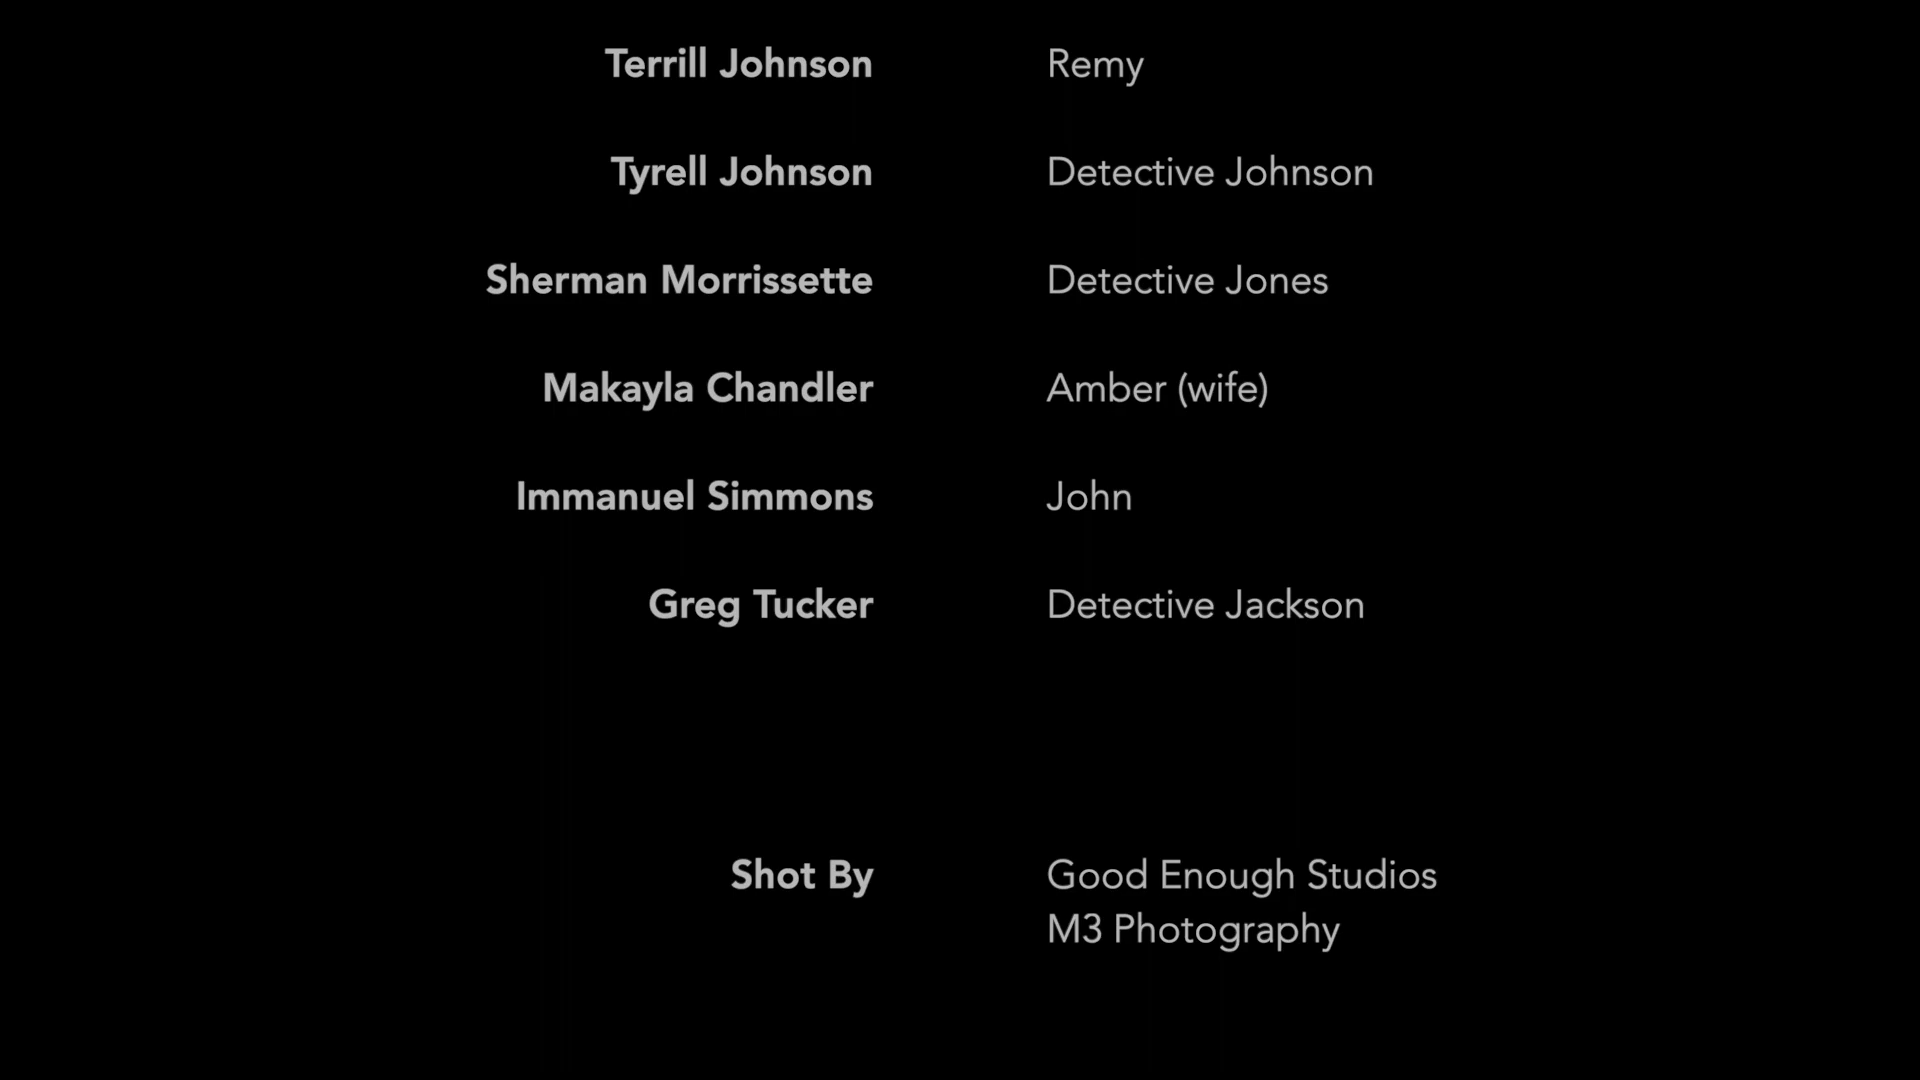 Terrill Johnson Remy
Tyrell Johnson Detective Johnson
Sherman Morrissette Detective Jones
Makayla Chandler Amber (wife)
Immanuel Simmons John
Greg Tucker Detective Jackson
Shot By Good Enough Studios
M3 Photography